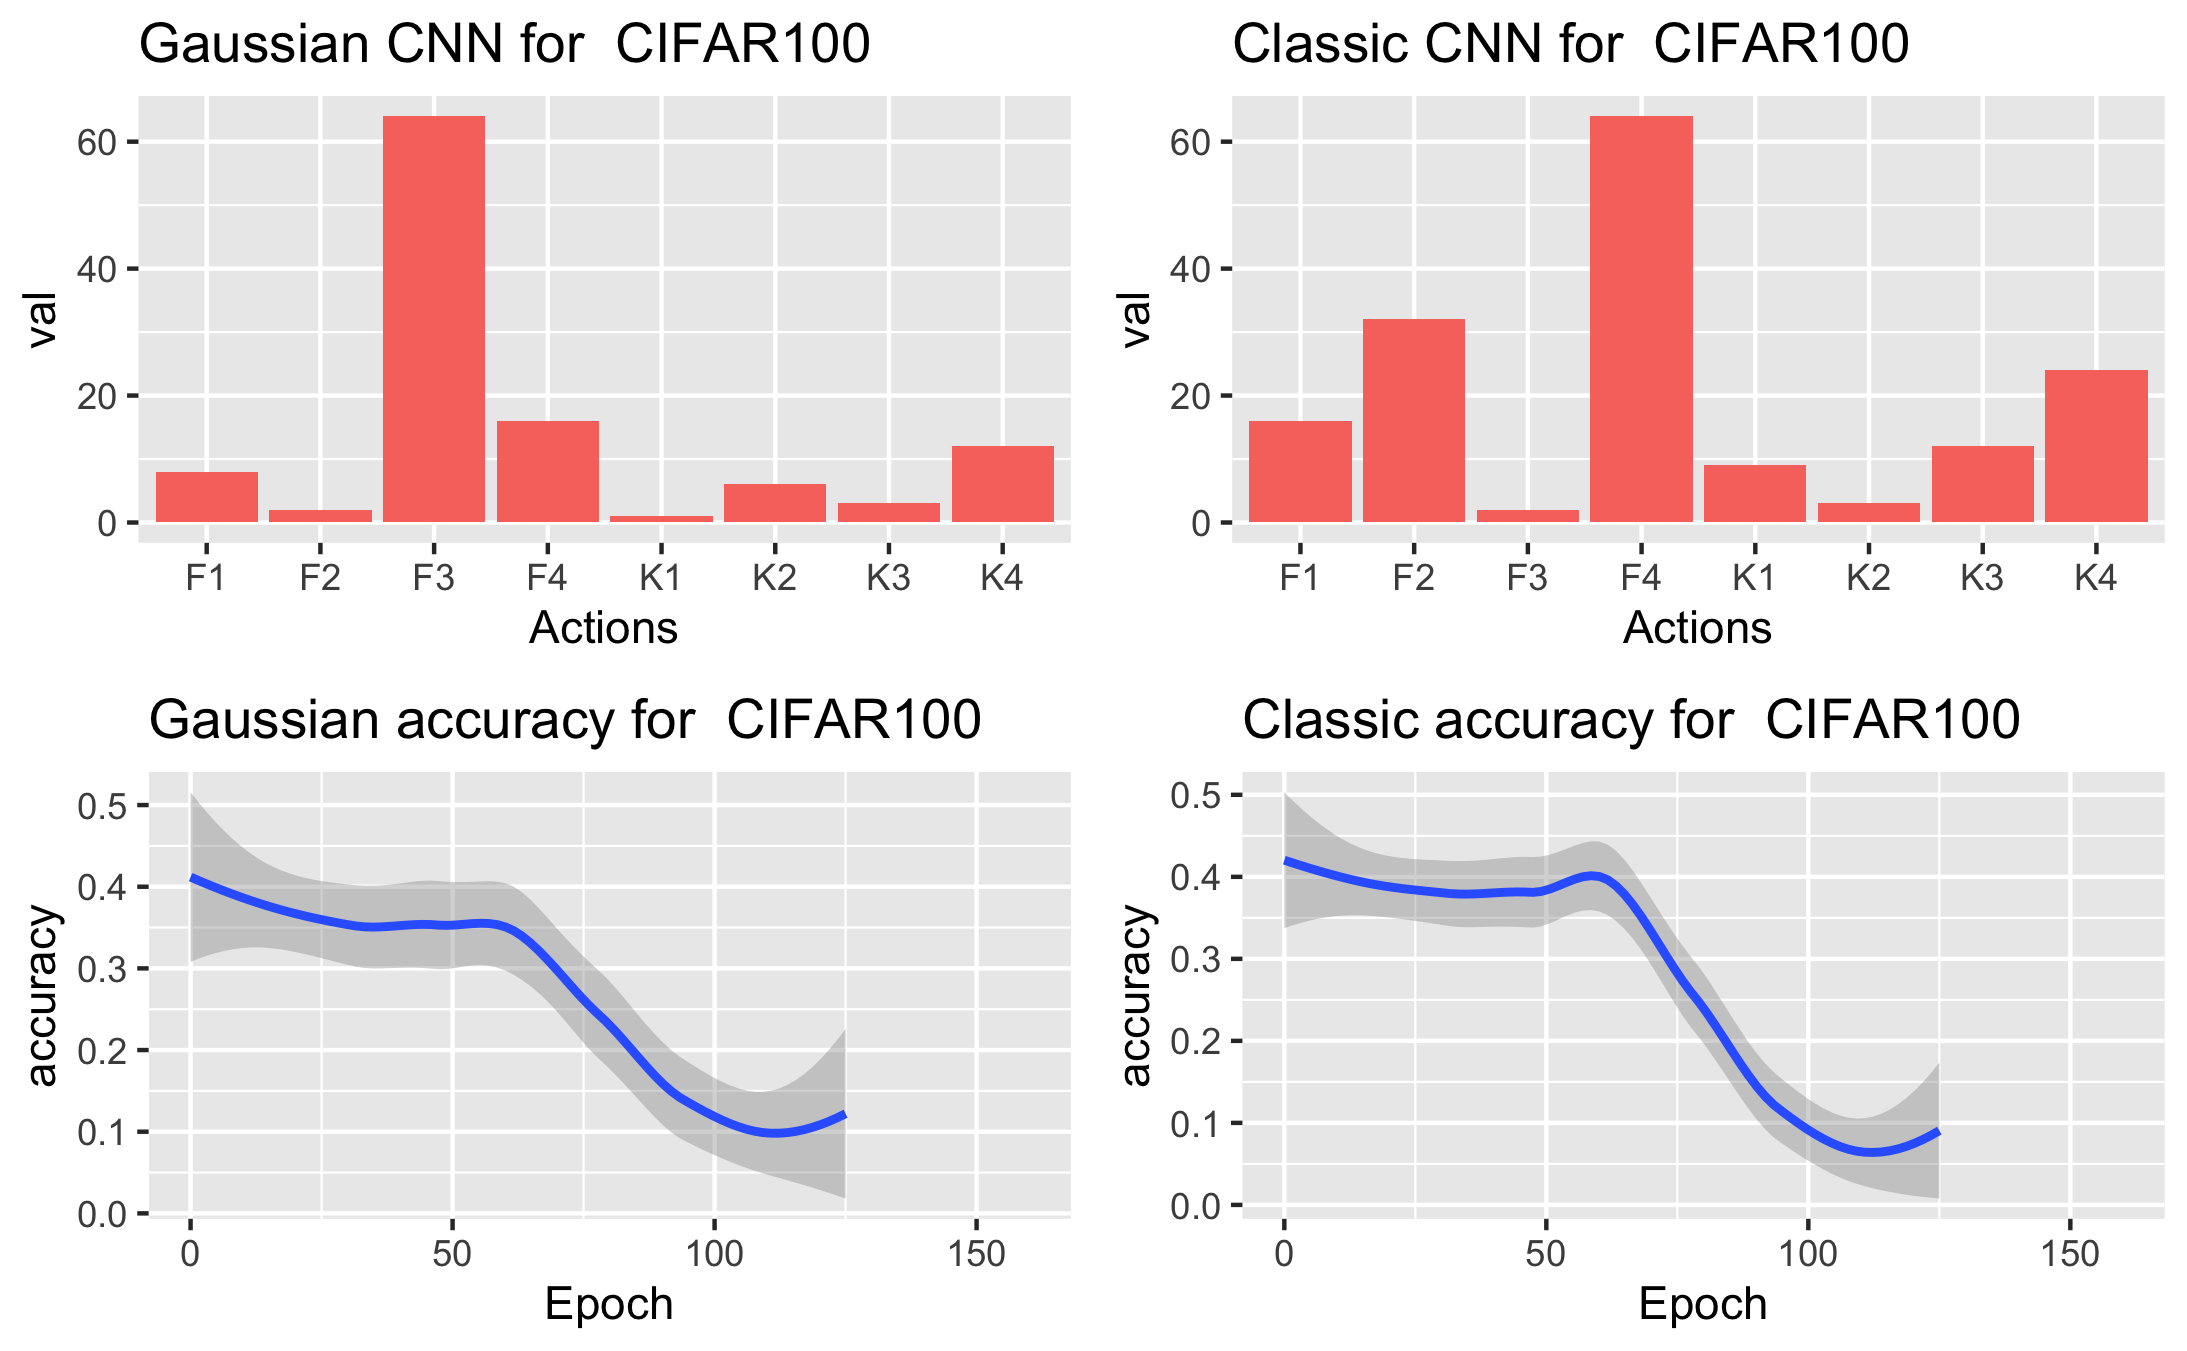 Gaussian CNN for  CIFAR100
val
60
40
20
0
F1 F2 F3 F4 K1 K2 K3 K4
Actions
Classic CNN for  CIFAR100
val
60
40
20
0
F1 F2 F3 F4 K1 K2 K3 K4
Actions
Gaussian accuracy for  CIFAR100
accuracy
0.5
0.4
0.3
0.2
0.1
0.0
0 50 100 150
Epoch
Classic accuracy for  CIFAR100
accuracy
0.5
0.4
0.3
0.2
0.1
0.0
0 50 100 150
Epoch